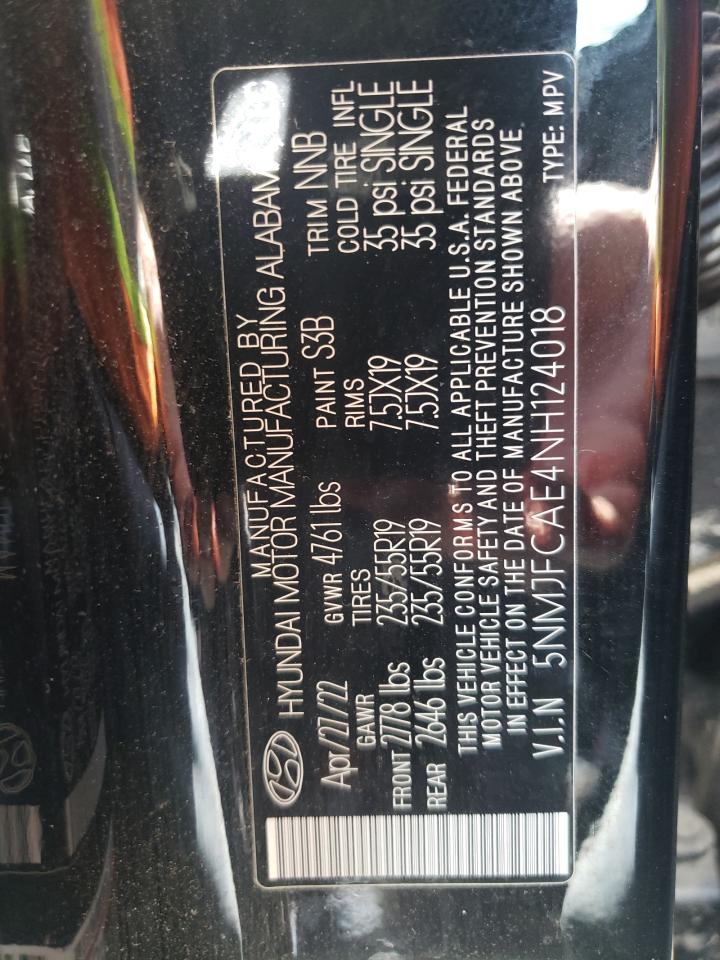 MANUFACTURED BY
HYUNDAI MOTOR MANUFACTURING ALABAMA
Apr/27/22 GVWR 4761 lbs PAINT S3B TRIM NNB
GAWR TIRES RIMS COLD TIRE INFL
FRONT 2778 lbs 235/55R19 7.5JX19 35 psi SINGLE
REAR 2646 lbs 235/55R19 7.5JX19 35 psi SINGLE
THIS VEHICLE CONFORMS TO ALL APPLICABLE U.S.A. FEDERAL
MOTOR VEHICLE SAFETY AND THEFT PREVENTION STANDARDS
IN EFFECT ON THE DATE OF MANUFACTURE SHOWN ABOVE
V.I.N 5NMJFCAE4NH124018 TYPE: MPV